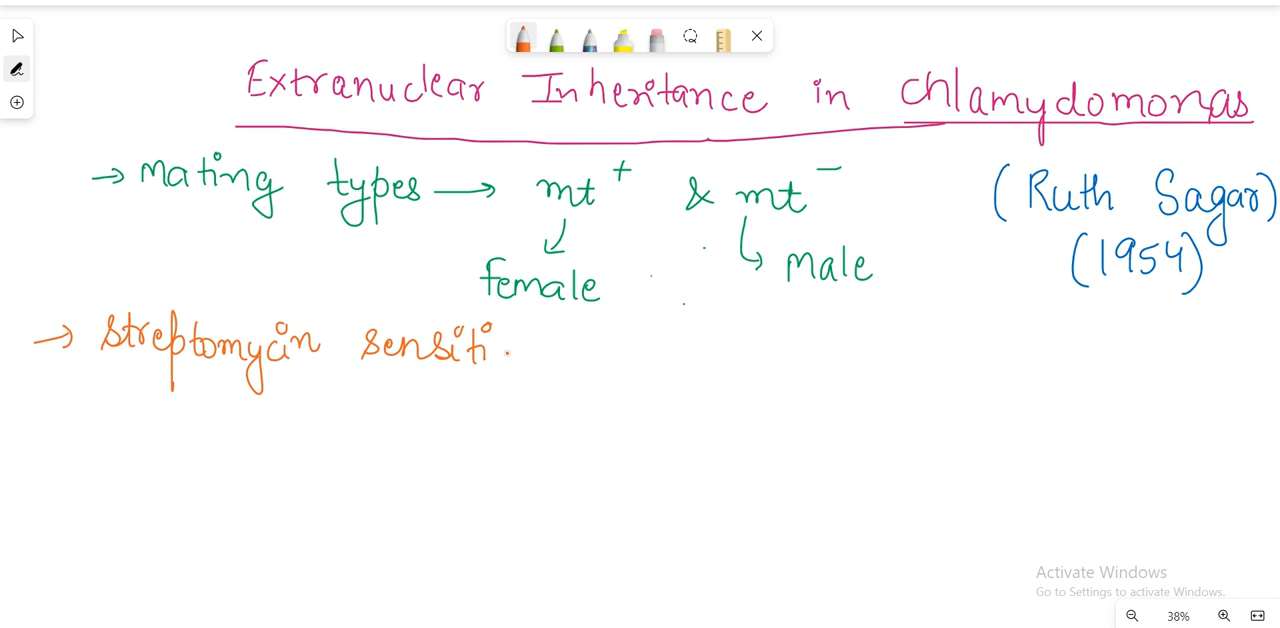 Extranuclear Inheritance in Chlamydomonas
→ Mating types → mt⁺ & mt⁻
(Ruth Sagar)
(1954)
female
male
→ Streptomycin sensiti
Activate Windows
Go to Settings to activate Windows.
38%